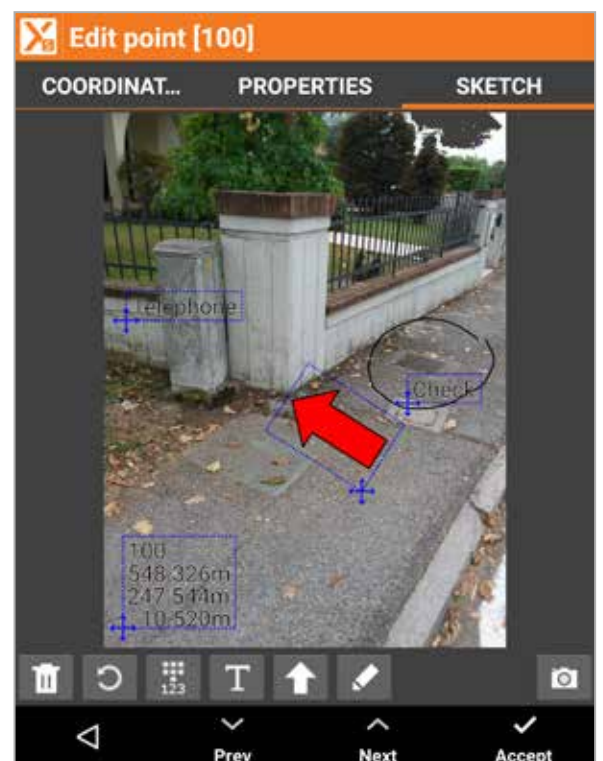 Edit point [100]
COORDINAT... PROPERTIES SKETCH
Telephone
Check
100
548.326m
247.544m
10.520m
123
T
Prev Next Accept